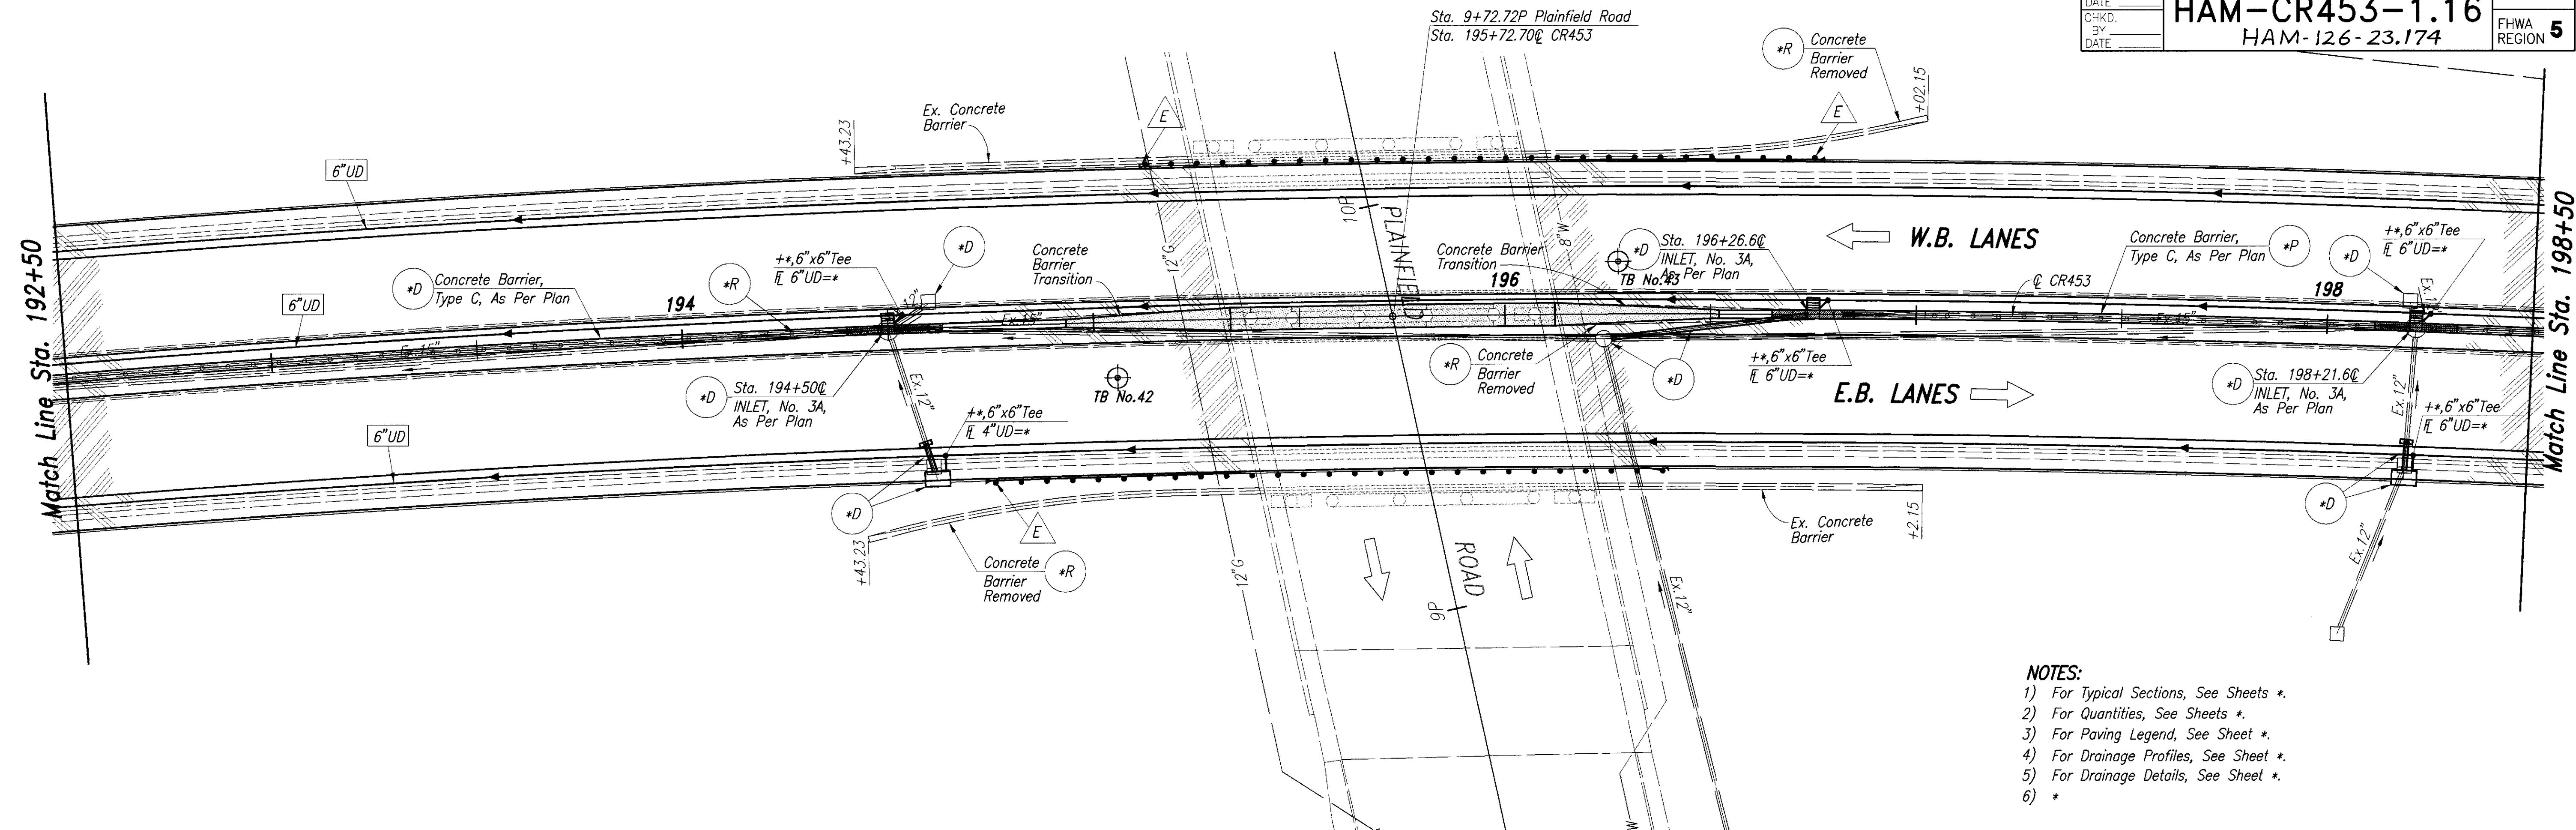 DATE
CHKD.
BY
DATE
HAM-CR453-1.16
HAM-126-23.174
FHWA
REGION 5
Sta. 9+72.72P Plainfield Road
Sta. 195+72.70℄ CR453
*R
Concrete
Barrier
Removed
+02.15
E
Ex. Concrete
Barrier
+43.23
E
6"UD
Match Line Sta. 192+50
Match Line Sta. 198+50
10P
PLAINFIELD
12"G
8"W
W.B. LANES
*D
Sta. 196+26.6℄
INLET, No. 3A,
As Per Plan
TB No.43
Concrete Barrier
Transition
196
Concrete Barrier,
Type C, As Per Plan
*P
℄ CR453
198
*D
+*,6"x6"Tee
℄ 6"UD=*
Ex.
Ex.15"
*D
Concrete Barrier,
Type C, As Per Plan
6"UD
Ex.15"
*R
194
+*,6"x6"Tee
℄ 6"UD=*
*D
12"
Concrete
Barrier
Transition
Ex.15"
*D
Sta. 194+50℄
INLET, No. 3A,
As Per Plan
Ex.12"
TB No.42
*R
Concrete
Barrier
Removed
*D
+*,6"x6"Tee
℄ 6"UD=*
E.B. LANES
*D
Sta. 198+21.6℄
INLET, No. 3A,
As Per Plan
Ex.12"
+*,6"x6"Tee
℄ 6"UD=*
6"UD
+*,6"x6"Tee
℄ 4"UD=*
*D
E
+43.23
Concrete
Barrier
Removed
*R
12"G
9P
ROAD
Ex.12"
Ex. Concrete
Barrier
+2.15
*D
Ex.12"
W
NOTES:
1) For Typical Sections, See Sheets *.
2) For Quantities, See Sheets *.
3) For Paving Legend, See Sheet *.
4) For Drainage Profiles, See Sheet *.
5) For Drainage Details, See Sheet *.
6) *